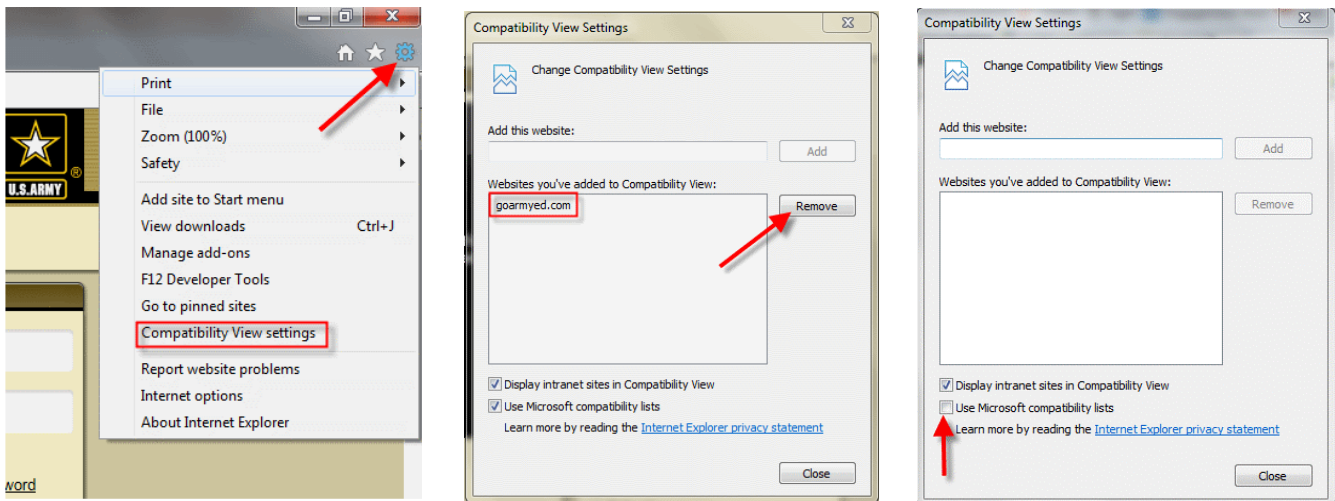 Print
File
Zoom (100%)
Safety
Add site to Start menu
View downloads Ctrl+J
Manage add-ons
F12 Developer Tools
Go to pinned sites
Compatibility View settings
Report website problems
Internet options
About Internet Explorer
U.S.ARMY
®
word
Compatibility View Settings
Change Compatibility View Settings
Add this website:
Add
Websites you've added to Compatibility View:
goarmyed.com
Remove
Display intranet sites in Compatibility View
Use Microsoft compatibility lists
Learn more by reading the Internet Explorer privacy statement
Close
Compatibility View Settings
Change Compatibility View Settings
Add this website:
Add
Websites you've added to Compatibility View:
Remove
Display intranet sites in Compatibility View
Use Microsoft compatibility lists
Learn more by reading the Internet Explorer privacy statement
Close